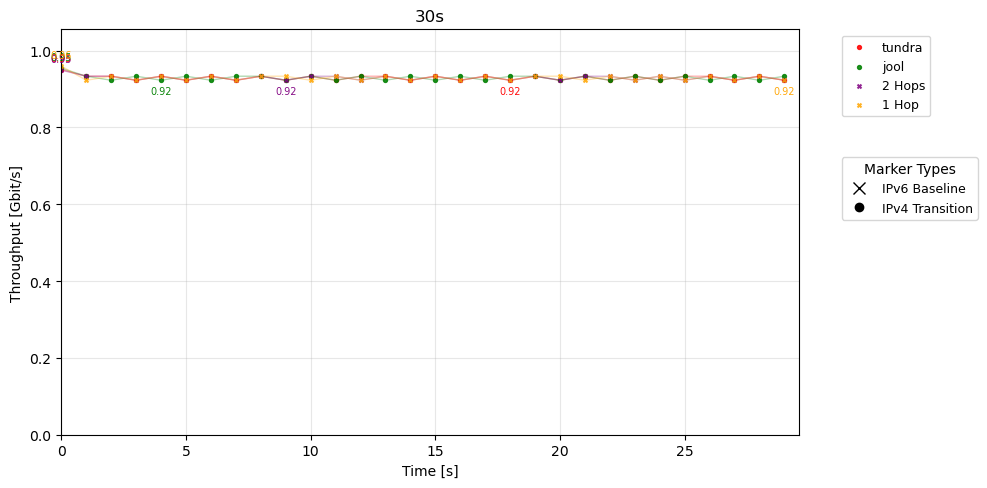 30s
1.0
0.8
0.6
0.4
0.2
0.0
Throughput [Gbit/s]
0.95
0.92
0.92
0.92
0.92
0
5
10
15
20
25
Time [s]
tundra
jool
2 Hops
1 Hop
Marker Types
IPv6 Baseline
IPv4 Transition